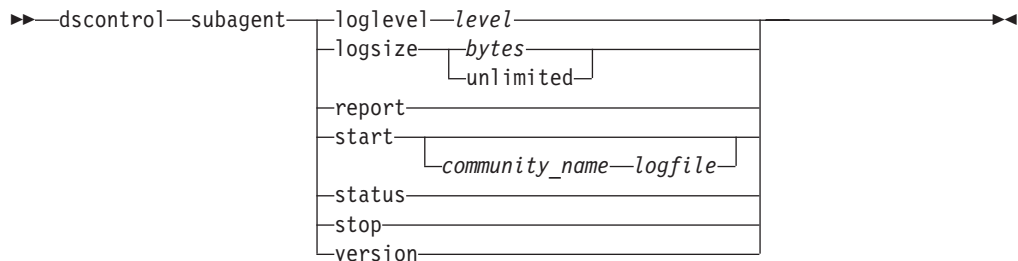 dscontrol subagent loglevel level
logsize bytes
unlimited
report
start
community_name logfile
status
stop
version